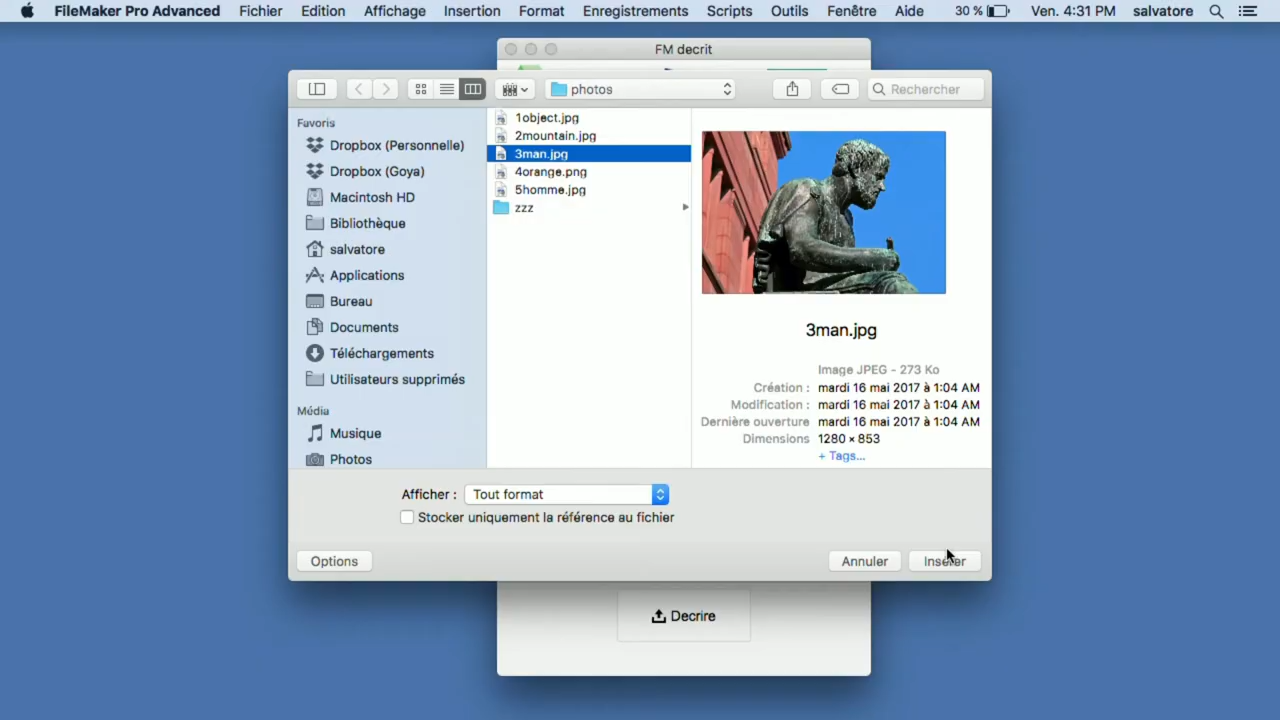 FileMaker Pro Advanced Fichier Edition Affichage Insertion Format Enregistrements Scripts Outils Fenêtre Aide 30 % Ven. 4:31 PM salvatore
FM decrit
photos
Rechercher
Favoris
Dropbox (Personnelle)
Dropbox (Goya)
Macintosh HD
Bibliothèque
salvatore
Applications
Bureau
Documents
Téléchargements
Utilisateurs supprimés
Média
Musique
Photos
1object.jpg
2mountain.jpg
3man.jpg
4orange.png
5homme.jpg
zzz
3man.jpg
Image JPEG - 273 Ko
Création : mardi 16 mai 2017 à 1:04 AM
Modification : mardi 16 mai 2017 à 1:04 AM
Dernière ouverture mardi 16 mai 2017 à 1:04 AM
Dimensions 1280 × 853
+ Tags...
Afficher : Tout format
Stocker uniquement la référence au fichier
Options
Annuler
Insérer
Decrire